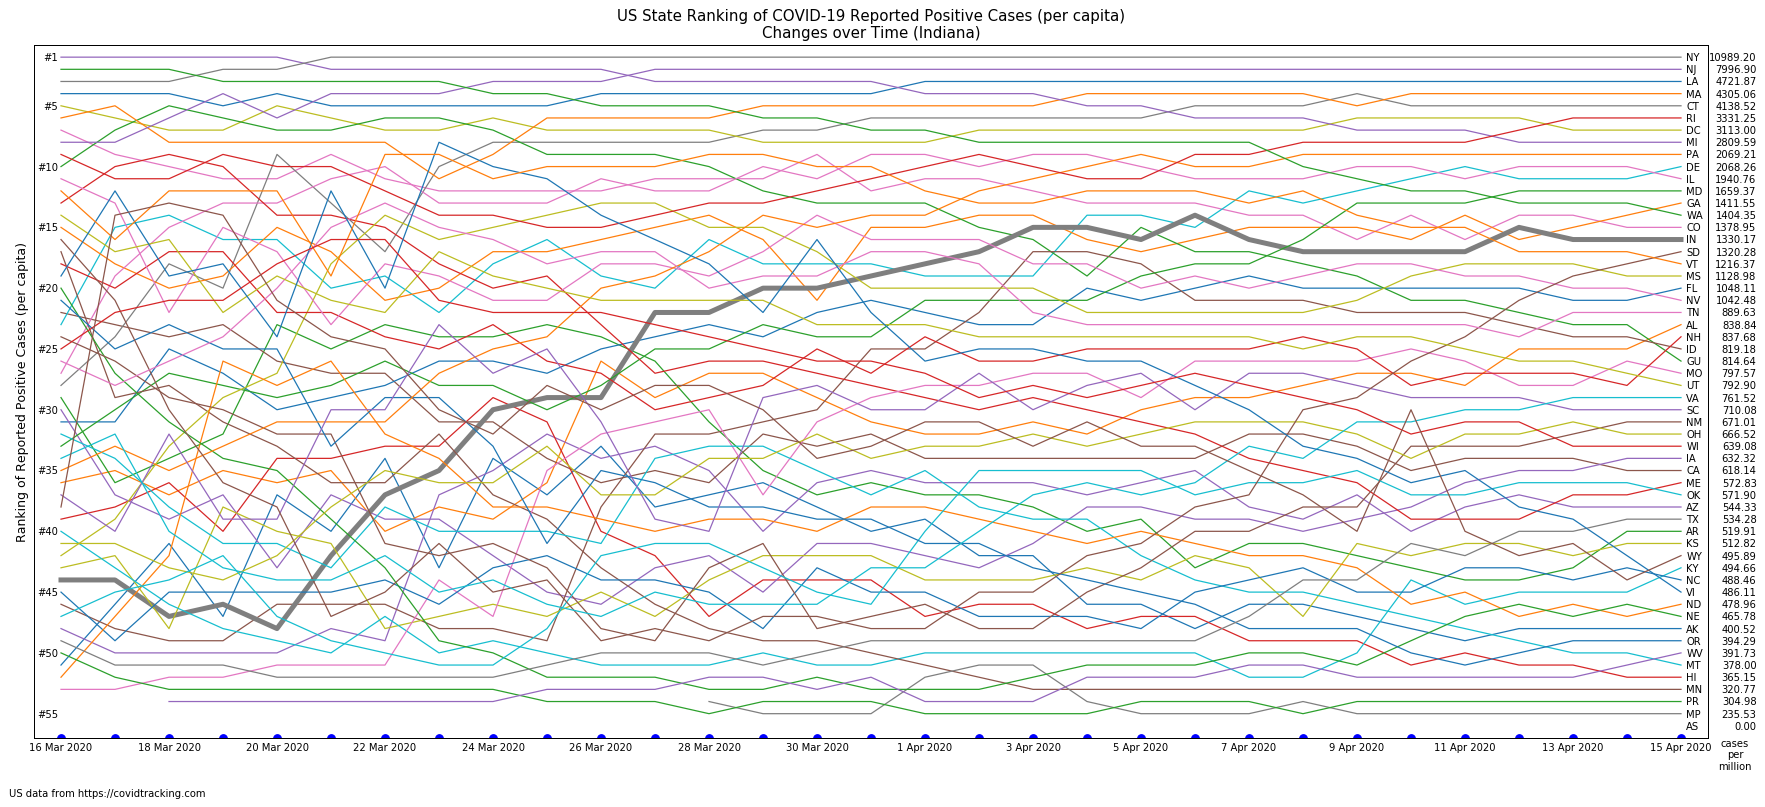 US State Ranking of COVID-19 Reported Positive Cases (per capita)
Changes over Time (Indiana)
Ranking of Reported Positive Cases (per capita)
#1
#5
#10
#15
#20
#25
#30
#35
#40
#45
#50
#55
NY 10989.20
NJ 7996.90
LA 4721.87
MA 4305.06
CT 4138.52
RI 3331.25
DC 3113.00
MI 2809.59
PA 2069.21
DE 2068.26
IL 1940.76
MD 1659.37
GA 1411.55
WA 1404.35
CO 1378.95
IN 1330.17
SD 1320.28
VT 1216.37
MS 1128.98
FL 1048.11
NV 1042.48
TN 889.63
AL 838.84
NH 837.68
ID 819.18
GU 814.64
MO 797.57
UT 792.90
VA 761.52
SC 710.08
NM 671.01
OH 666.52
WI 639.08
IA 632.32
CA 618.14
ME 572.83
OK 571.90
AZ 544.33
TX 534.28
AR 519.91
KS 512.82
WY 495.89
KY 494.66
NC 488.46
VI 486.11
ND 478.96
NE 465.78
AK 400.52
OR 394.29
WV 391.73
MT 378.00
HI 365.15
MN 320.77
PR 304.98
MP 235.53
AS 0.00
16 Mar 2020 18 Mar 2020 20 Mar 2020 22 Mar 2020 24 Mar 2020 26 Mar 2020 28 Mar 2020 30 Mar 2020 1 Apr 2020 3 Apr 2020 5 Apr 2020 7 Apr 2020 9 Apr 2020 11 Apr 2020 13 Apr 2020 15 Apr 2020
cases
per
million
US data from https://covidtracking.com